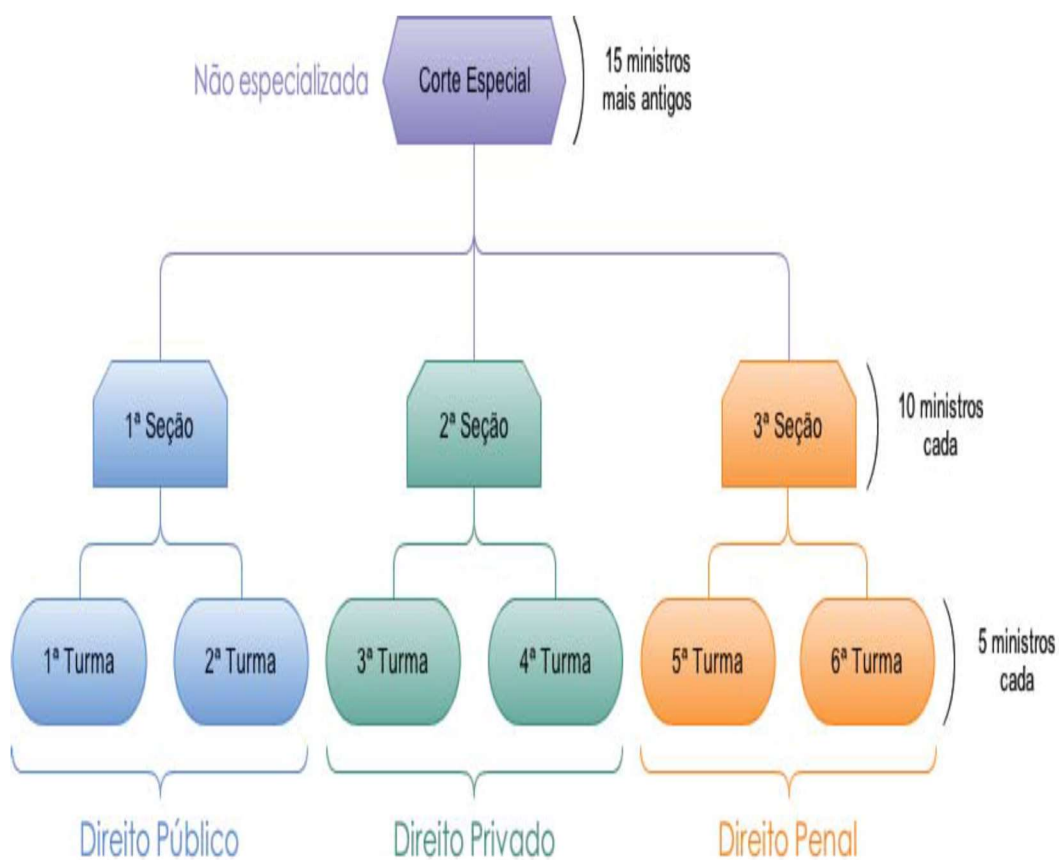 Não especializada
Corte Especial
15 ministros
mais antigos
1ª Seção
2ª Seção
3ª Seção
10 ministros
cada
1ª Turma
2ª Turma
3ª Turma
4ª Turma
5ª Turma
6ª Turma
5 ministros
cada
Direito Público
Direito Privado
Direito Penal